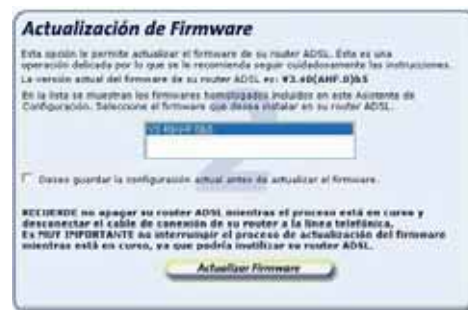 Actualización de Firmware
Esta opción le permite actualizar el firmware de su router ADSL. Esta es una
operación delicada por lo que se le recomienda seguir cuidadosamente las instrucciones.
La versión actual del firmware de su router ADSL es: V3.40(AHF.0)b5
En la lista se muestran los firmwares homologados incluidos en este Asistente de
Configuración. Seleccione el firmware que desea instalar en su router ADSL.
Deseo guardar la configuración actual antes de actualizar el firmware.
RECUERDE no apagar su router ADSL mientras el proceso está en curso y
desconectar el cable de conexión de su router a la línea telefónica.
Es MUY IMPORTANTE no interrumpir el proceso de actualización del firmware
mientras está en curso, ya que podría inutilizar su router ADSL.
Actualizar Firmware